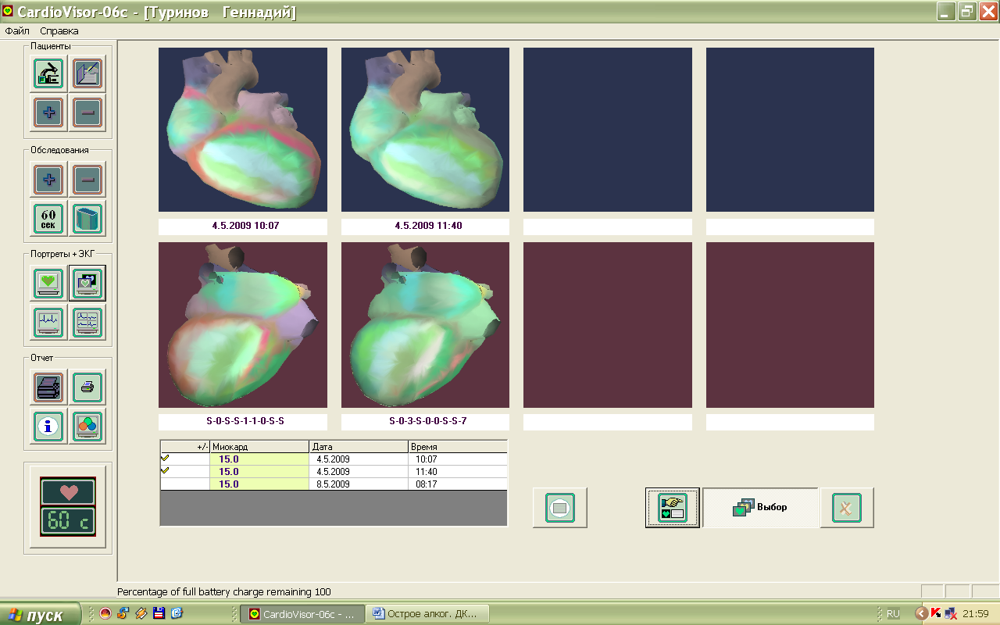 CardioVisor-06c - [Туринов Геннадий]
Файл Справка
Пациенты
Обследования
60 сек
Портреты + ЭКГ
Отчет
60 с
4.5.2009 10:07
4.5.2009 11:40
S-0-S-S-1-1-0-S-S
S-0-3-S-0-0-S-S-7
+/- Миокард Дата Время
15.0 4.5.2009 10:07
15.0 4.5.2009 11:40
15.0 8.5.2009 08:17
Выбор
Percentage of full battery charge remaining 100
пуск
CardioVisor-06c - ...
Острое алког. ДК...
RU
21:59